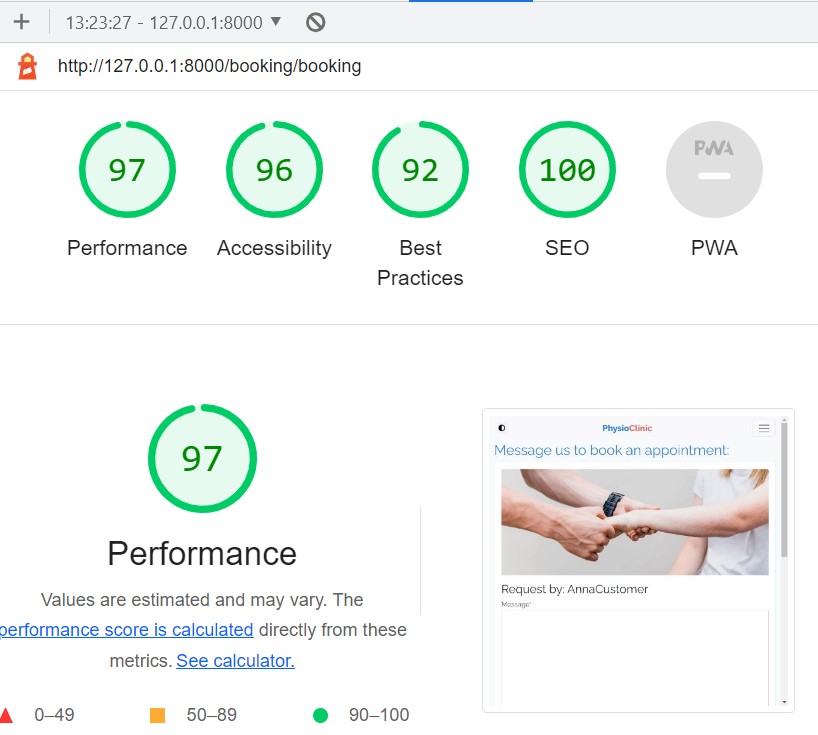 13:23:27 - 127.0.0.1:8000
http://127.0.0.1:8000/booking/booking
97
96
92
100
PWA
Performance
Accessibility
Best
Practices
SEO
PWA
97
Performance
Values are estimated and may vary. The
performance score is calculated directly from these
metrics. See calculator.
0–49
50–89
90–100
PhysioClinic
Message us to book an appointment:
Request by: AnnaCustomer
Message*